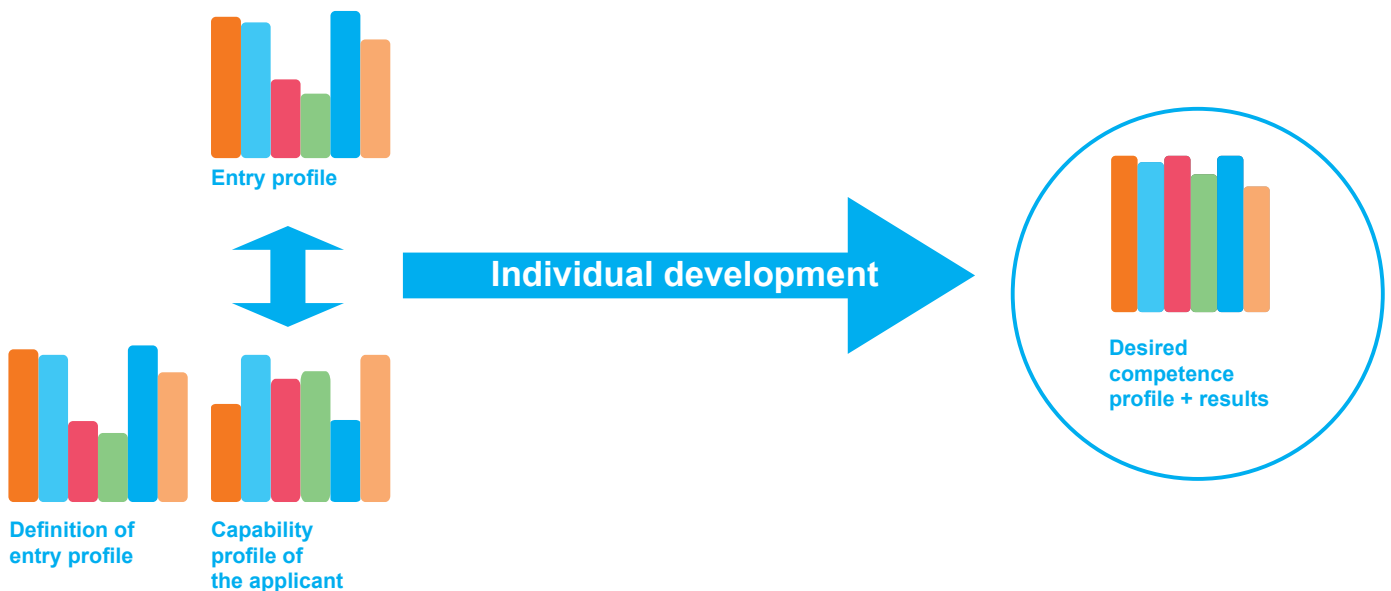 Entry profile
Individual development
Desired
competence
profile + results
Definition of
entry profile
Capability
profile of
the applicant